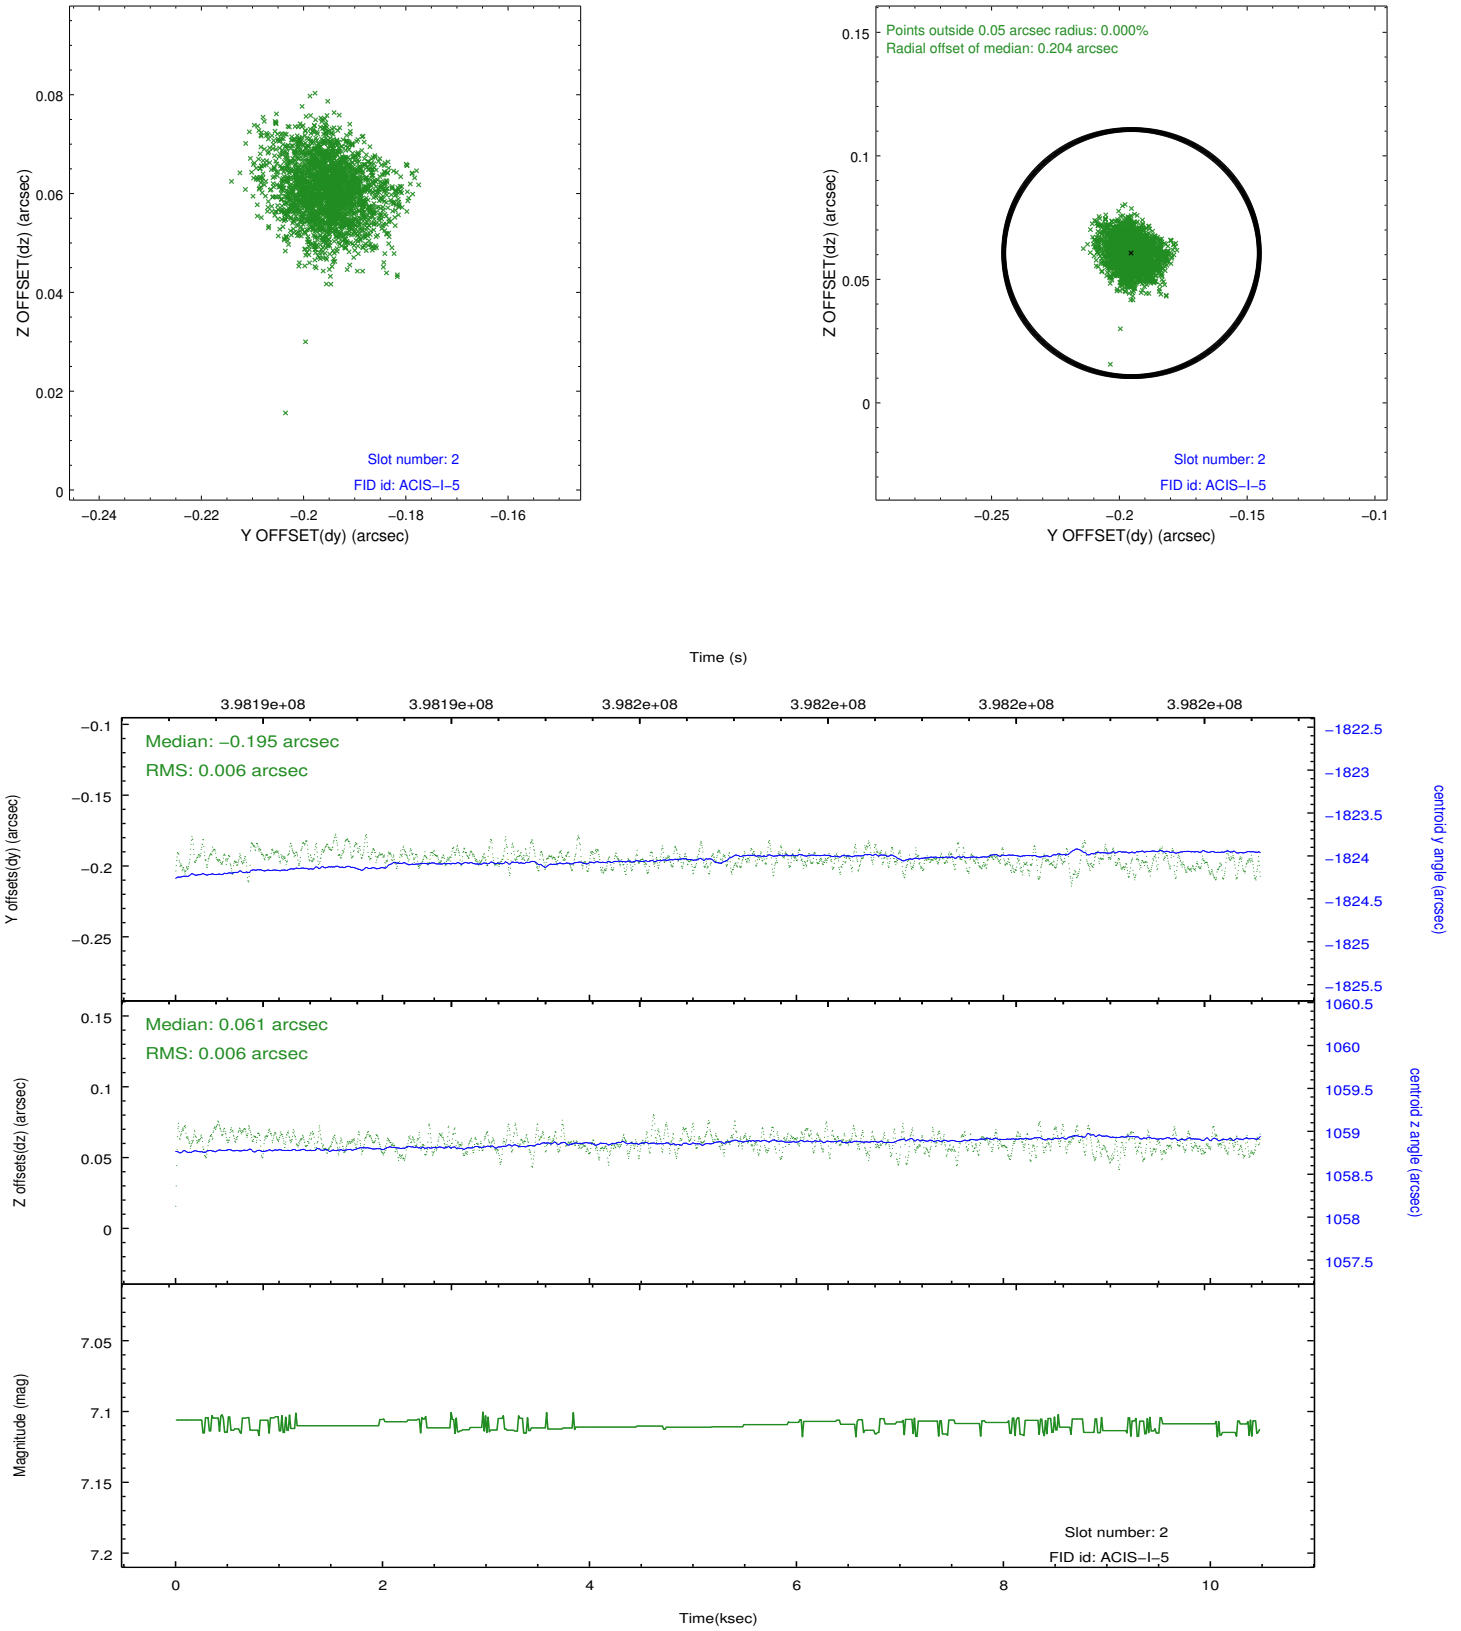 0.08
0.06
0.04
0.02
0
Z OFFSET(dz) (arcsec)
Slot number: 2
FID id: ACIS−I−5
−0.24
−0.22
−0.2
−0.18
−0.16
Y OFFSET(dy) (arcsec)
Points outside 0.05 arcsec radius: 0.000%
Radial offset of median: 0.204 arcsec
0.15
0.1
0.05
0
Z OFFSET(dz) (arcsec)
Slot number: 2
FID id: ACIS−I−5
−0.25
−0.2
−0.15
−0.1
Y OFFSET(dy) (arcsec)
Time (s)
3.9819e+08
3.9819e+08
3.982e+08
3.982e+08
3.982e+08
3.982e+08
Median: −0.195 arcsec
RMS: 0.006 arcsec
−0.1
−0.15
−0.2
−0.25
Y offsets(dy) (arcsec)
−1822.5
−1823
−1823.5
−1824
−1824.5
−1825
−1825.5
centroid y angle (arcsec)
Median: 0.061 arcsec
RMS: 0.006 arcsec
0.15
0.1
0.05
0
Z offsets(dz) (arcsec)
1060.5
1060
1059.5
1059
1058.5
1058
1057.5
centroid z angle (arcsec)
7.05
7.1
7.15
7.2
Magnitude (mag)
Slot number: 2
FID id: ACIS−I−5
0
2
4
6
8
10
Time(ksec)